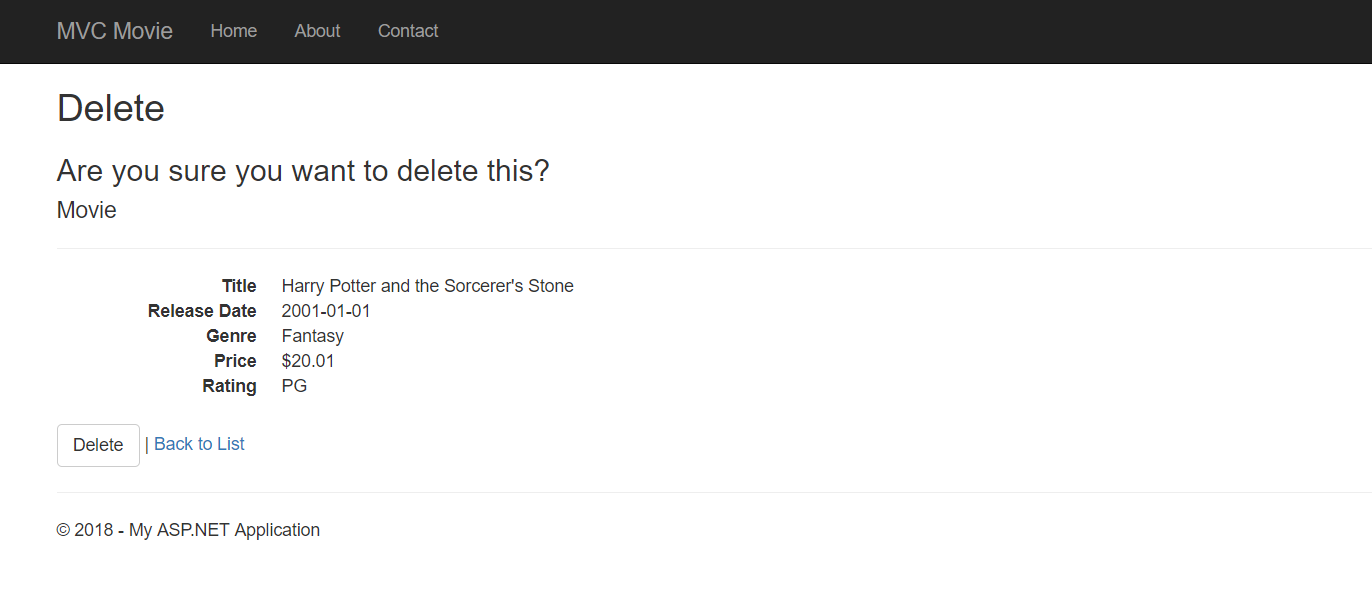 MVC Movie Home About Contact
Delete
Are you sure you want to delete this?
Movie
Title Harry Potter and the Sorcerer's Stone
Release Date 2001-01-01
Genre Fantasy
Price $20.01
Rating PG
Delete | Back to List
© 2018 - My ASP.NET Application